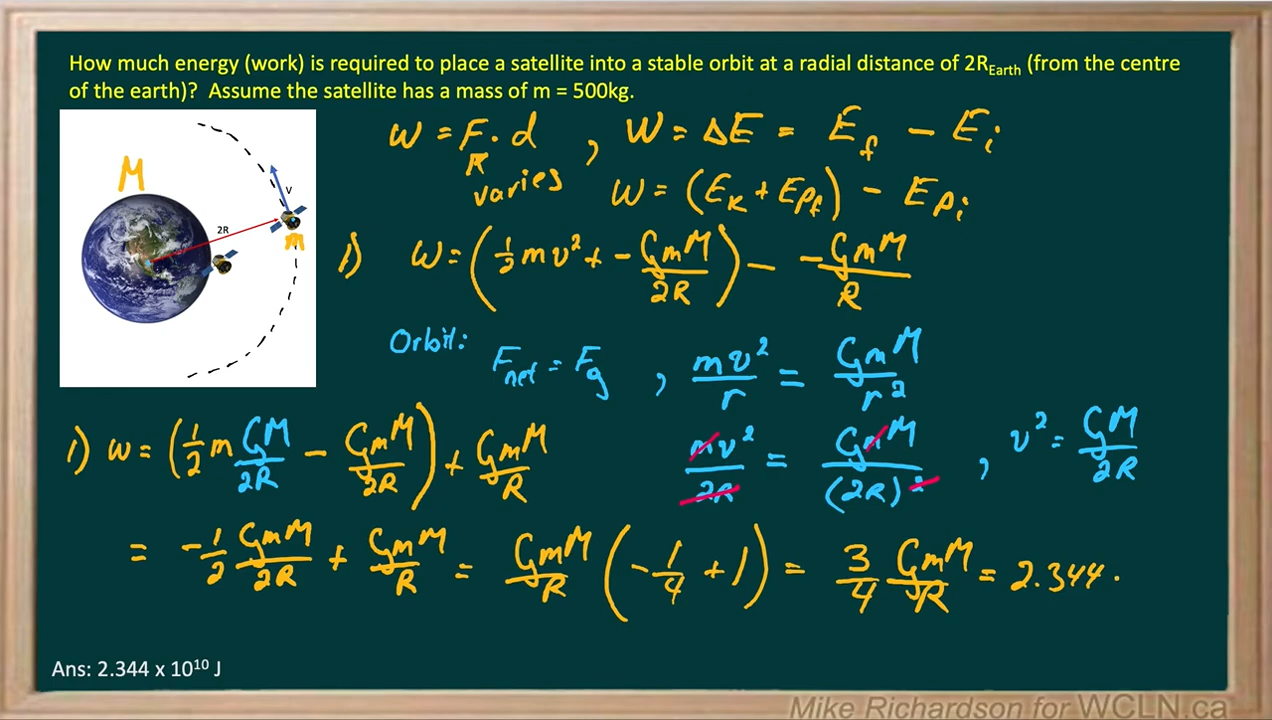 How much energy (work) is required to place a satellite into a stable orbit at a radial distance of 2R_Earth (from the centre
of the earth)? Assume the satellite has a mass of m = 500kg.
W = F · d , W = ΔE = E_f − E_i
varies W = (E_K + E_Pf) − E_Pi
M
V
2R
m
1) W = (½mv² + − GmM/2R) − − GmM/R
Orbit: F_net = F_g , mv²/r = GmM/r²
mv²/2R = GmM/(2R)² , v² = GM/2R
1) W = (½ m GM/2R − GmM/2R) + GmM/R
= −½ GmM/2R + GmM/R = GmM/R (−¼ + 1) = ¾ GmM/R = 2.344 ·
Ans: 2.344 x 10¹⁰ J
Mike Richardson for WCLN.ca